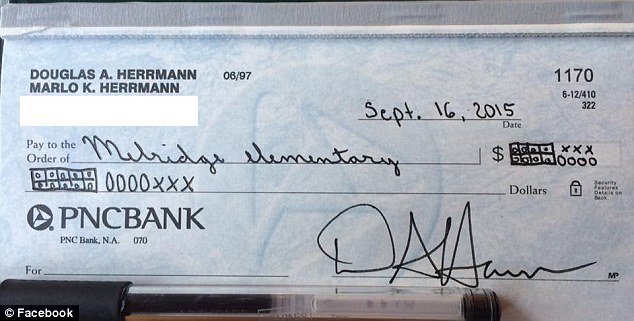 DOUGLAS A. HERRMANN 06/97 1170
MARLO K. HERRMANN 6-12/410
322
Sept. 16, 2015
Date
Pay to the
Order of Melridge elementary $ xxx
0000
0000xxx Dollars
Security
Features
Details on
Back
PNCBANK
PNC Bank, N.A. 070
For MP
© Facebook